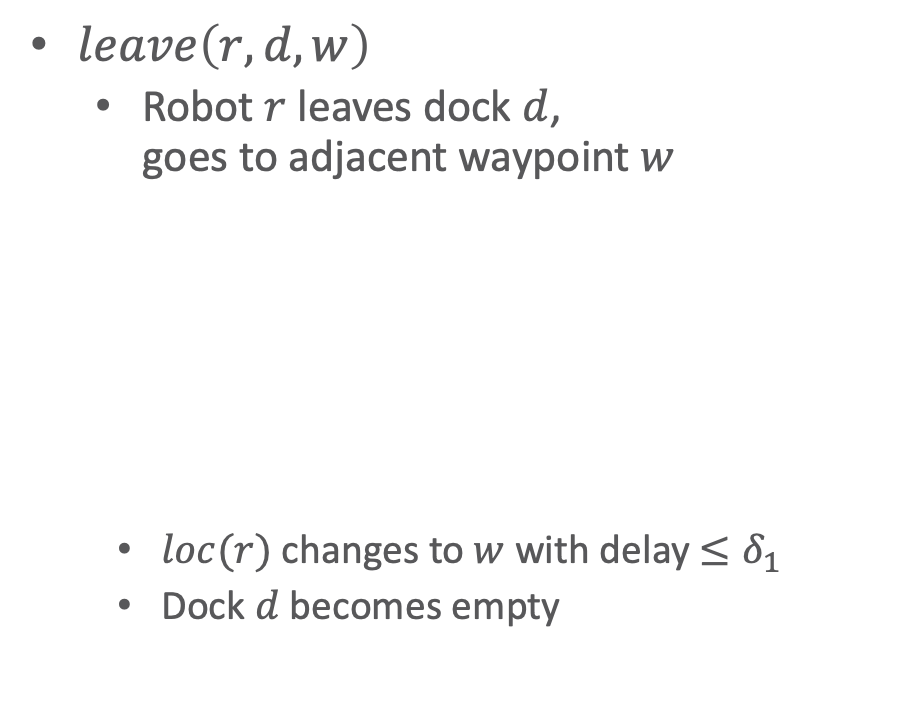 • leave(r, d, w)
• Robot r leaves dock d,
goes to adjacent waypoint w
• loc(r) changes to w with delay ≤ δ₁
• Dock d becomes empty